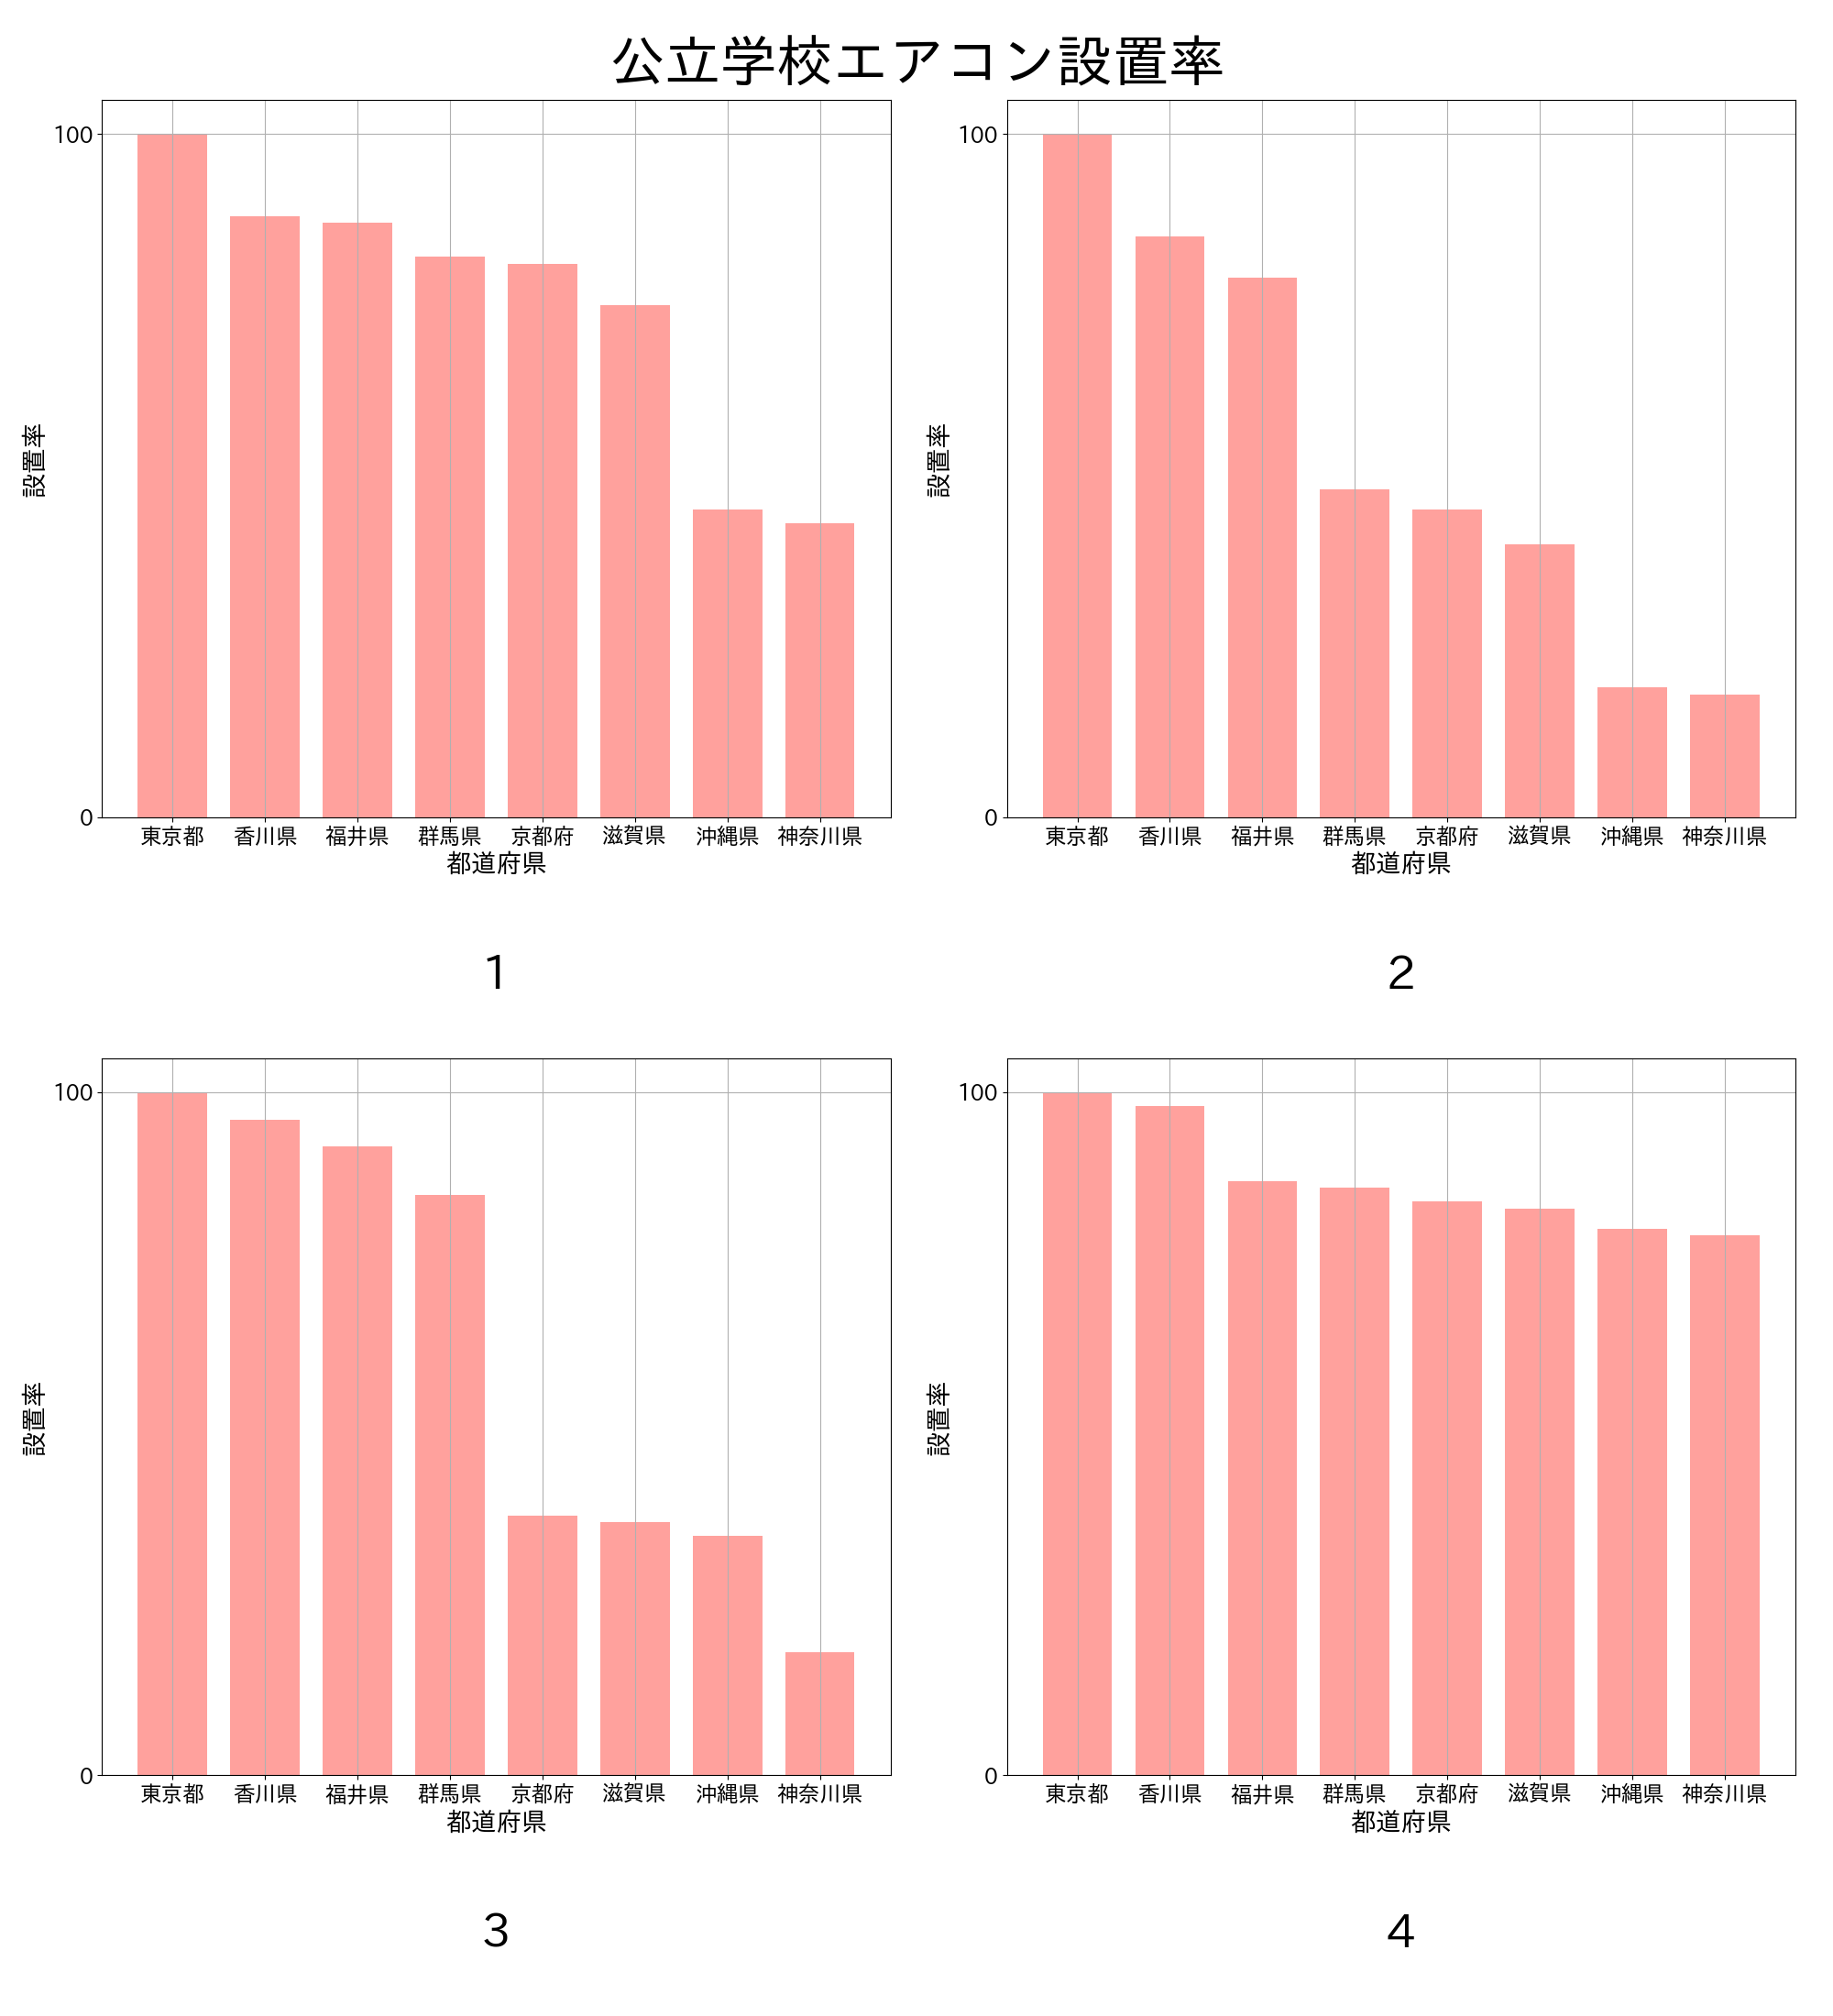 公立学校エアコン設置率
100
設置率
0
東京都 香川県 福井県 群馬県 京都府 滋賀県 沖縄県 神奈川県
都道府県
1
100
設置率
0
東京都 香川県 福井県 群馬県 京都府 滋賀県 沖縄県 神奈川県
都道府県
2
100
設置率
0
東京都 香川県 福井県 群馬県 京都府 滋賀県 沖縄県 神奈川県
都道府県
3
100
設置率
0
東京都 香川県 福井県 群馬県 京都府 滋賀県 沖縄県 神奈川県
都道府県
4